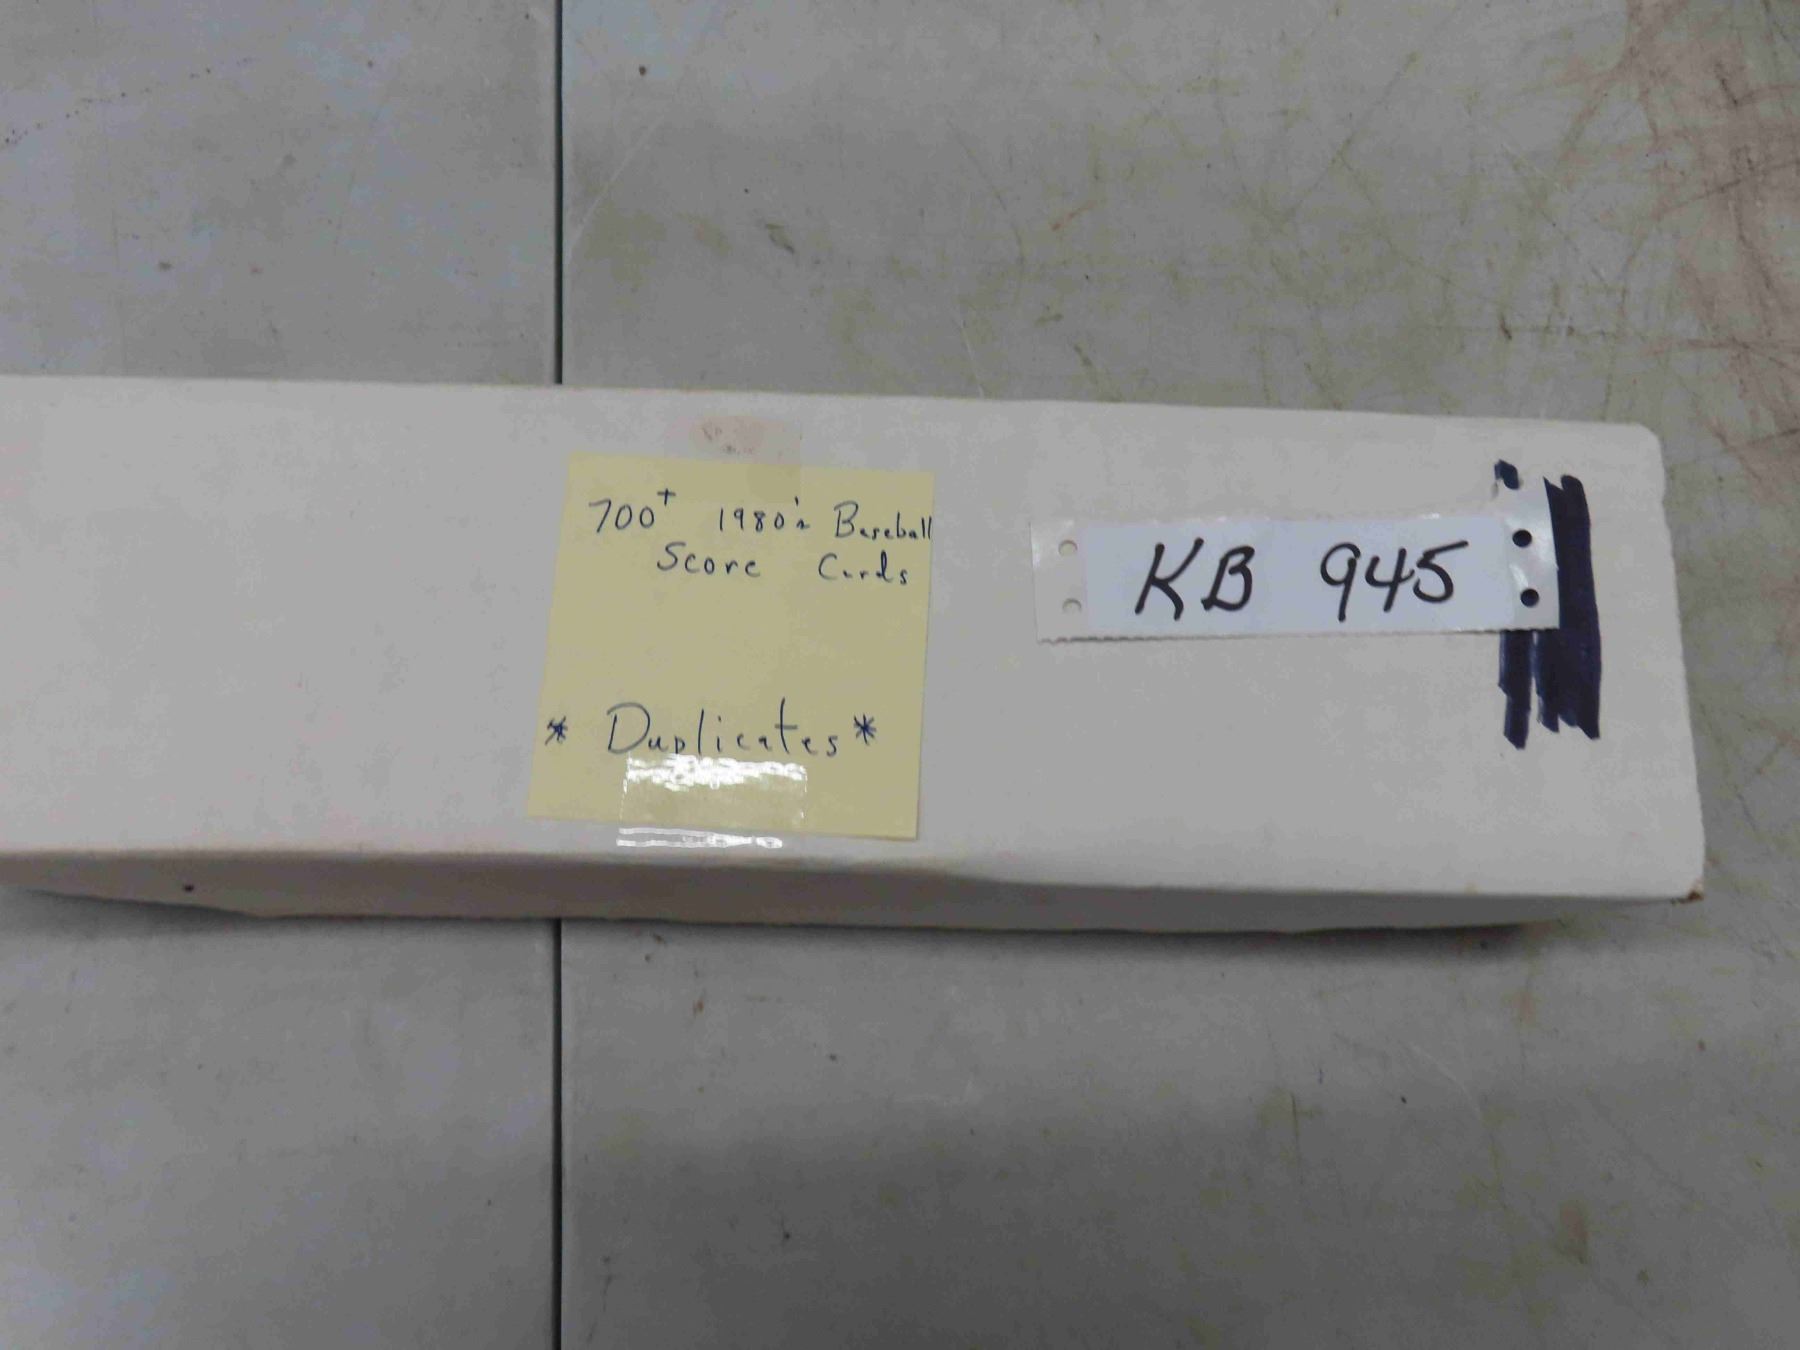 700+ 1980's Baseball
Score Cards
* Duplicates *
KB 945